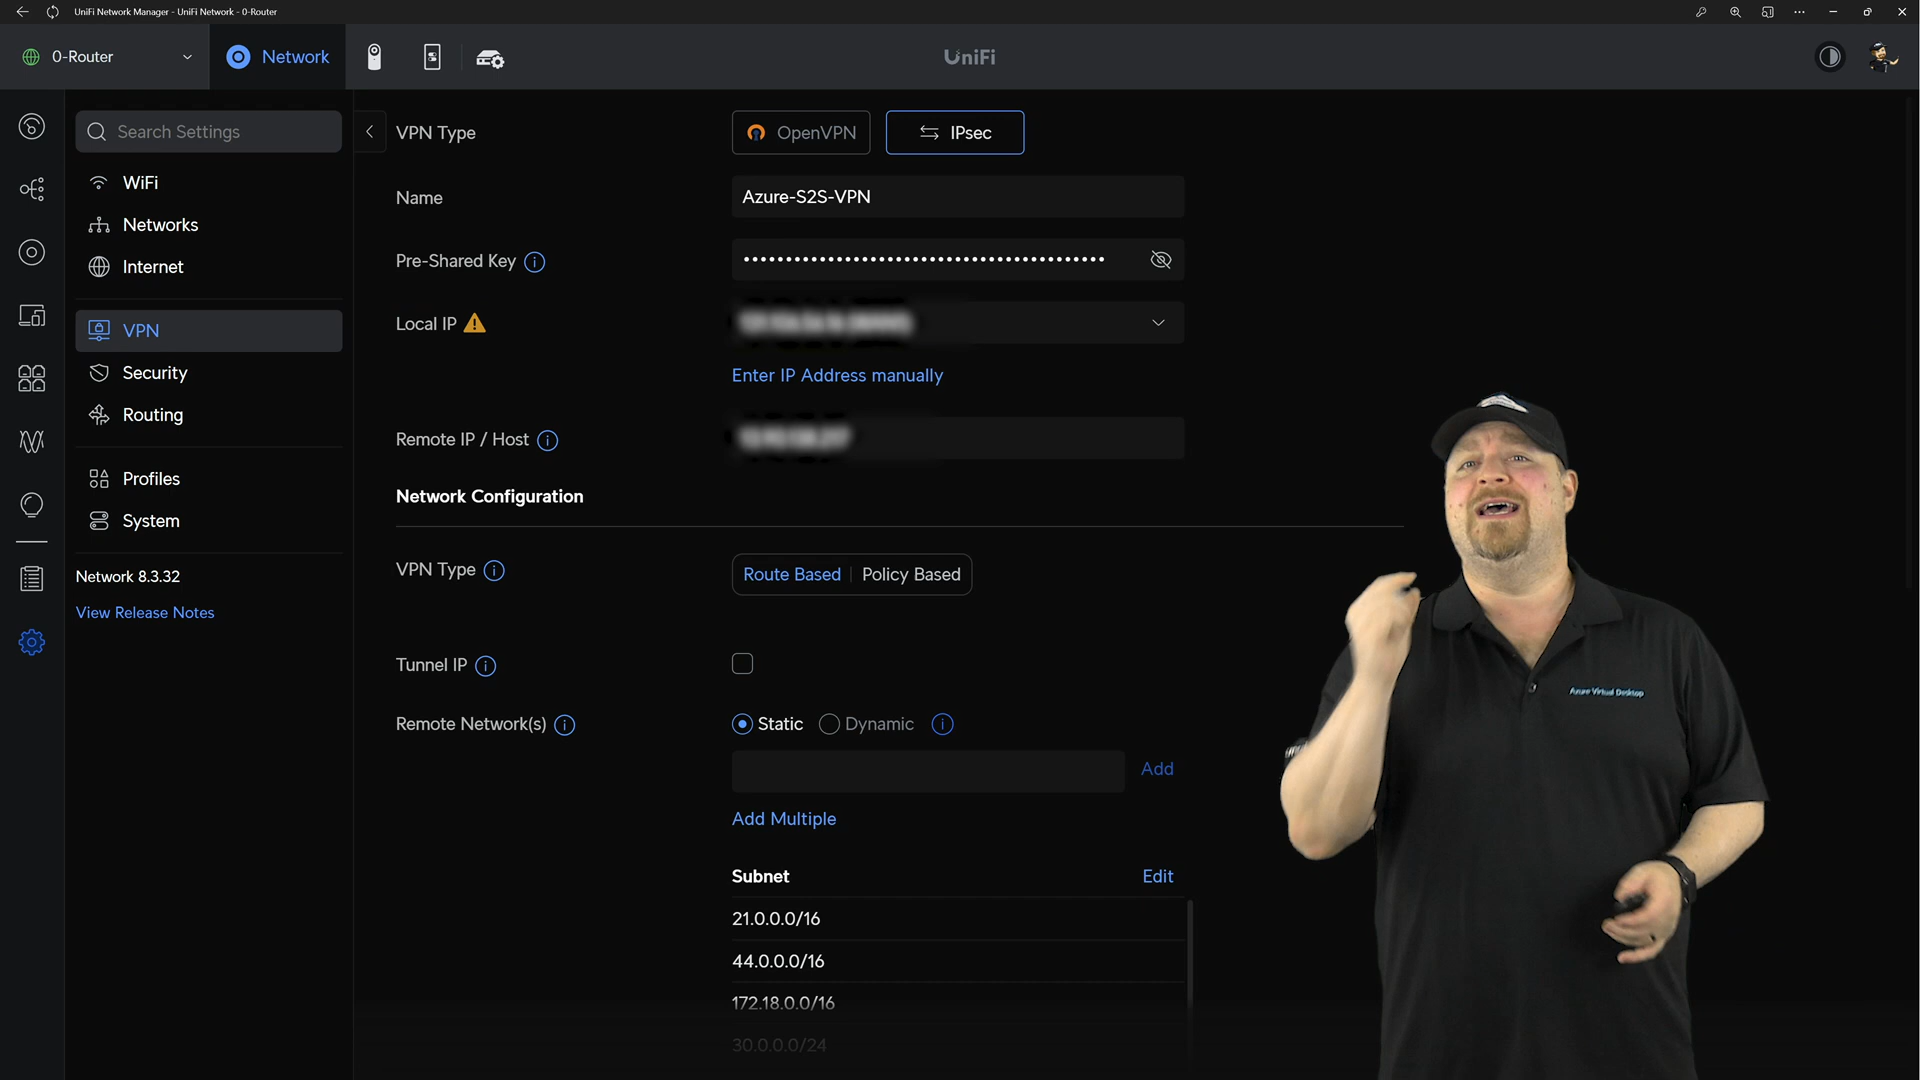 UniFi Network Manager - UniFi Network - 0-Router
0-Router
Network
UniFi
Search Settings
WiFi
Networks
Internet
VPN
Security
Routing
Profiles
System
Network 8.3.32
View Release Notes
VPN Type
OpenVPN
IPsec
Name
Azure-S2S-VPN
Pre-Shared Key
Local IP
Enter IP Address manually
Remote IP / Host
Network Configuration
VPN Type
Route Based
Policy Based
Tunnel IP
Remote Network(s)
Static
Dynamic
Add
Add Multiple
Subnet
Edit
21.0.0.0/16
44.0.0.0/16
172.18.0.0/16
30.0.0.0/24
Azure Virtual Desktop